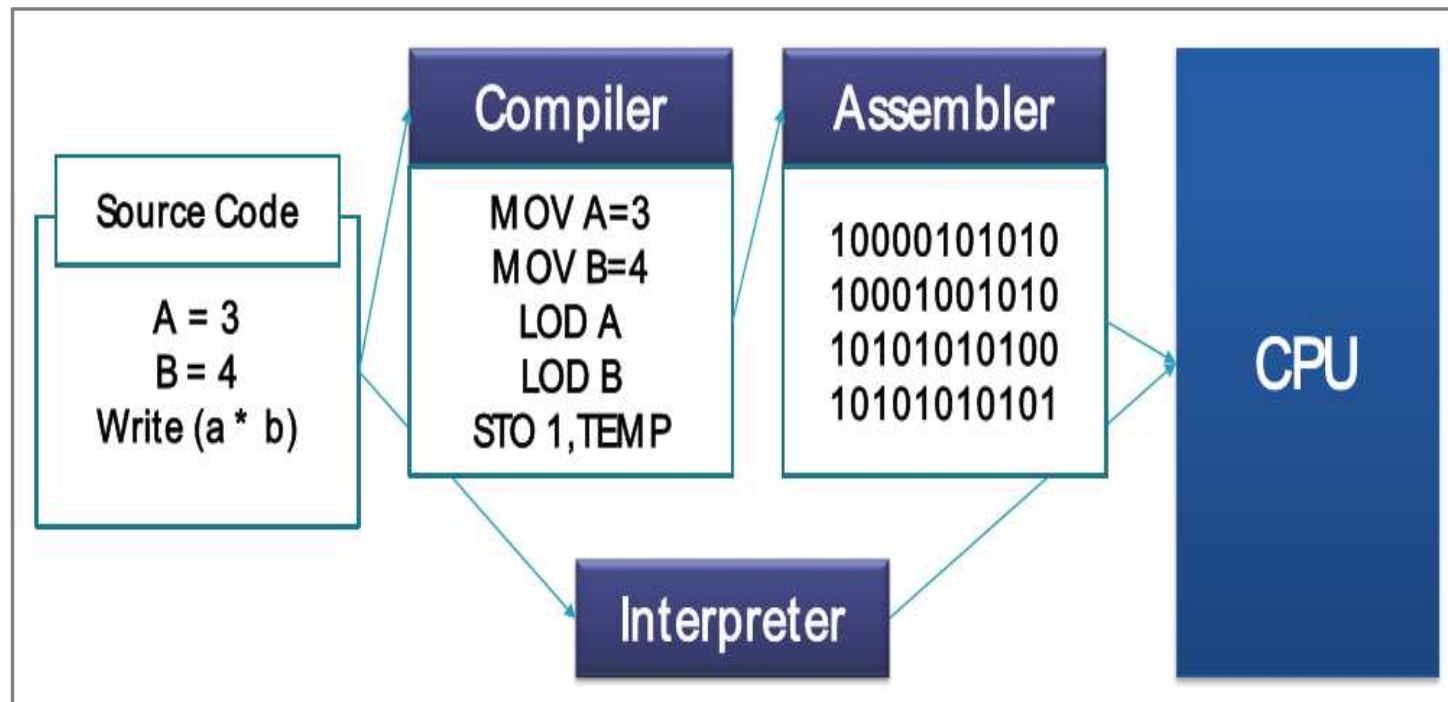 Source Code
A = 3
B = 4
Write (a * b)
Compiler
MOV A=3
MOV B=4
LOD A
LOD B
STO 1,TEMP
Assembler
10000101010
10001001010
10101010100
10101010101
Interpreter
CPU